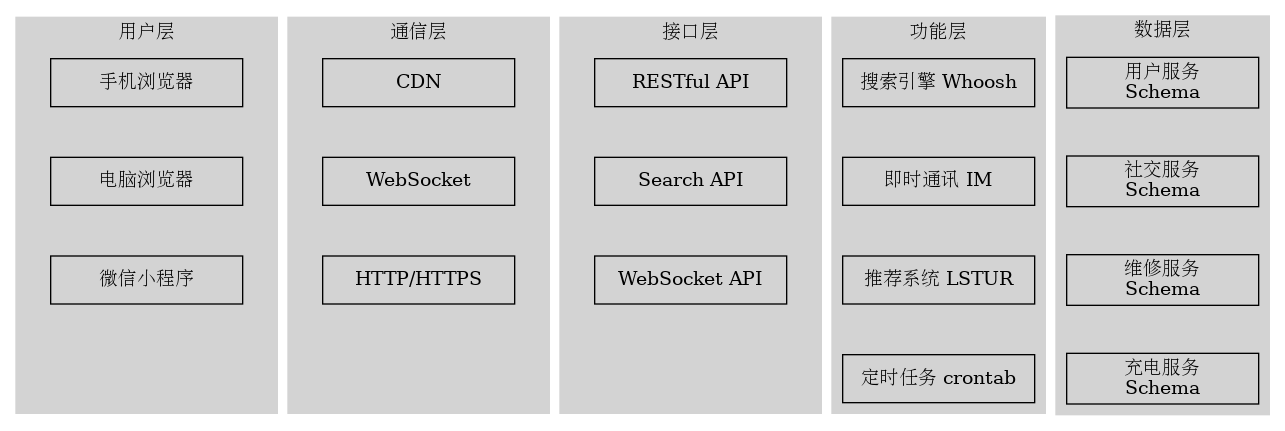 用户层
手机浏览器
电脑浏览器
微信小程序
通信层
CDN
WebSocket
HTTP/HTTPS
接口层
RESTful API
Search API
WebSocket API
功能层
搜索引擎 Whoosh
即时通讯 IM
推荐系统 LSTUR
定时任务 crontab
数据层
用户服务
Schema
社交服务
Schema
维修服务
Schema
充电服务
Schema